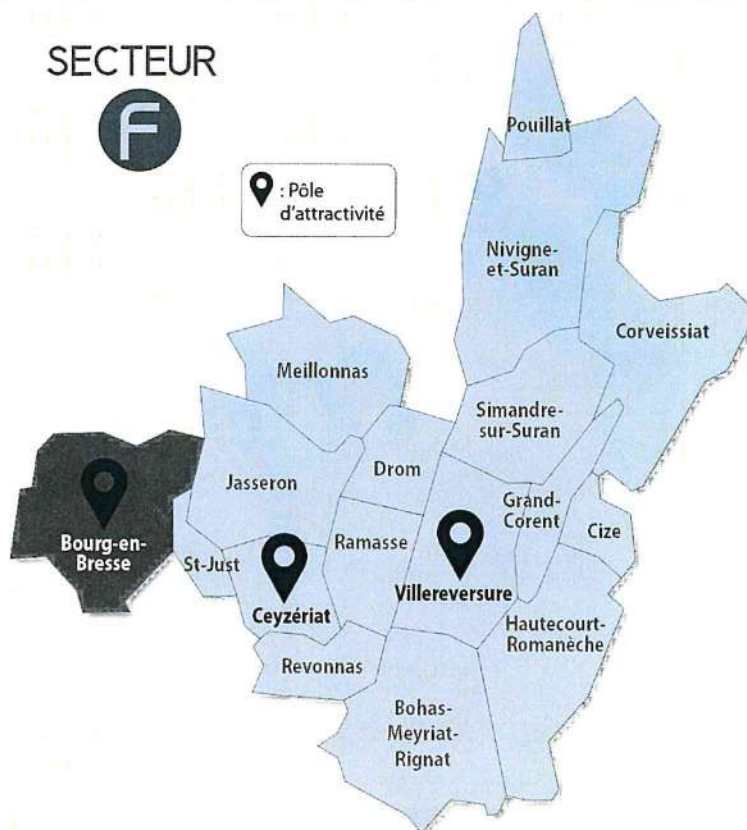 SECTEUR
F
: Pôle
d'attractivité
Pouillat
Nivigne-
et-Suran
Corveissiat
Meillonnas
Simandre-
sur-Suran
Jasseron
Drom
Grand-
Corent
Cize
Bourg-en-
Bresse
St-Just
Ramasse
Ceyzériat
Villereversure
Hautecourt-
Romanèche
Revonnas
Bohas-
Meyriat-
Rignat